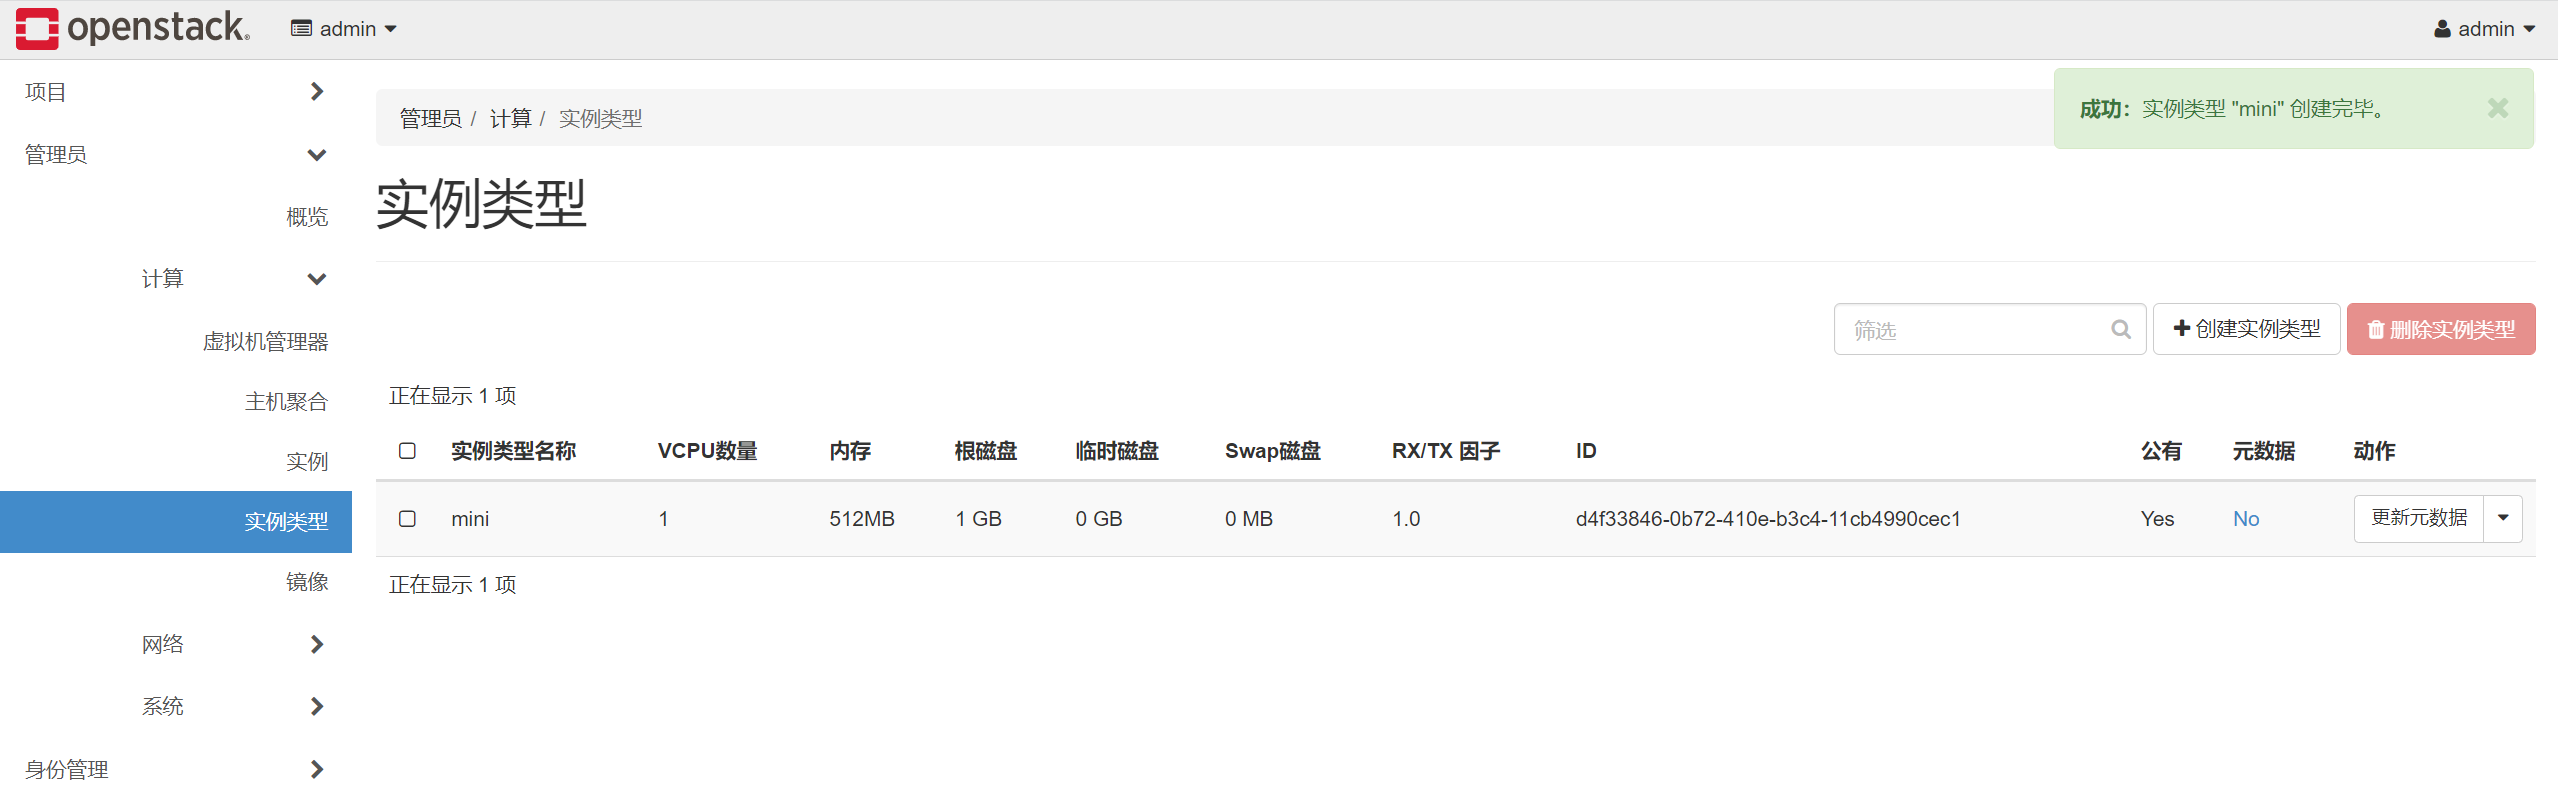 openstack.
admin
admin
项目
管理员
概览
计算
虚拟机管理器
主机聚合
实例
实例类型
镜像
网络
系统
身份管理
管理员 / 计算 / 实例类型
成功：实例类型 "mini" 创建完毕。
实例类型
筛选
创建实例类型
删除实例类型
正在显示 1 项
实例类型名称 VCPU数量 内存 根磁盘 临时磁盘 Swap磁盘 RX/TX 因子 ID 公有 元数据 动作
mini 1 512MB 1 GB 0 GB 0 MB 1.0 d4f33846-0b72-410e-b3c4-11cb4990cec1 Yes No 更新元数据
正在显示 1 项